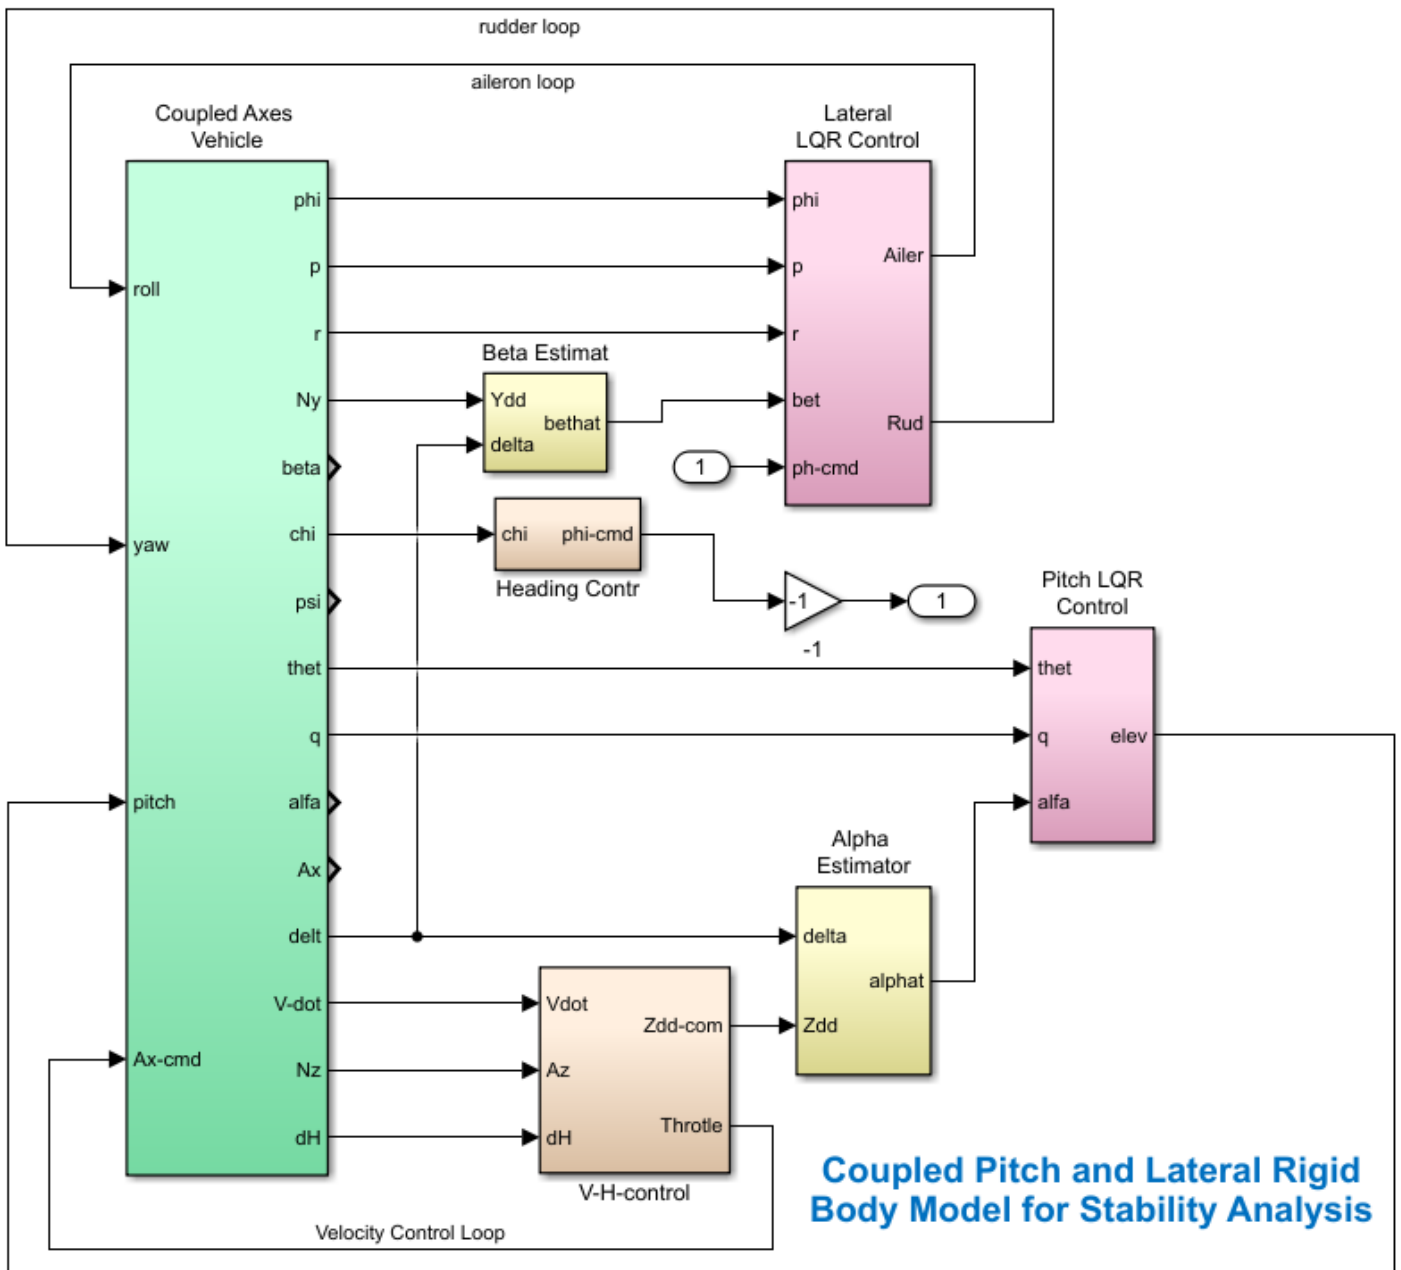 rudder loop
aileron loop
Coupled Axes
Vehicle
roll
yaw
pitch
Ax-cmd
phi
p
r
Ny
beta
chi
psi
thet
q
alfa
Ax
delt
V-dot
Nz
dH
Beta Estimat
Ydd
delta
bethat
chi
phi-cmd
Heading Contr
Lateral
LQR Control
phi
p
r
bet
ph-cmd
Ailer
Rud
1
-1
-1
1
Pitch LQR
Control
thet
q
alfa
elev
Alpha
Estimator
delta
Zdd
alphat
Vdot
Az
dH
Zdd-com
Throtle
V-H-control
Velocity Control Loop
Coupled Pitch and Lateral Rigid
Body Model for Stability Analysis